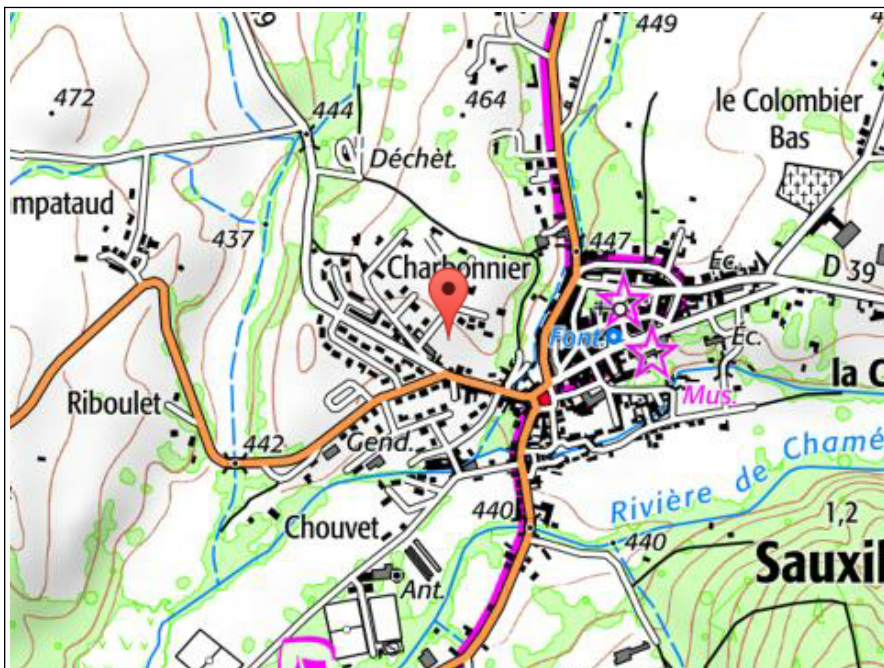 449
472
464
444
le Colombier
Bas
Déchèt.
mpataud
437
447
Charbonnier
Éc.
D 39
Font.
Éc.
la C
Riboulet
Mus.
442
Gend.
Rivière de Chamé
440
1,2
Chouvet
440
Sauxil
Ant.